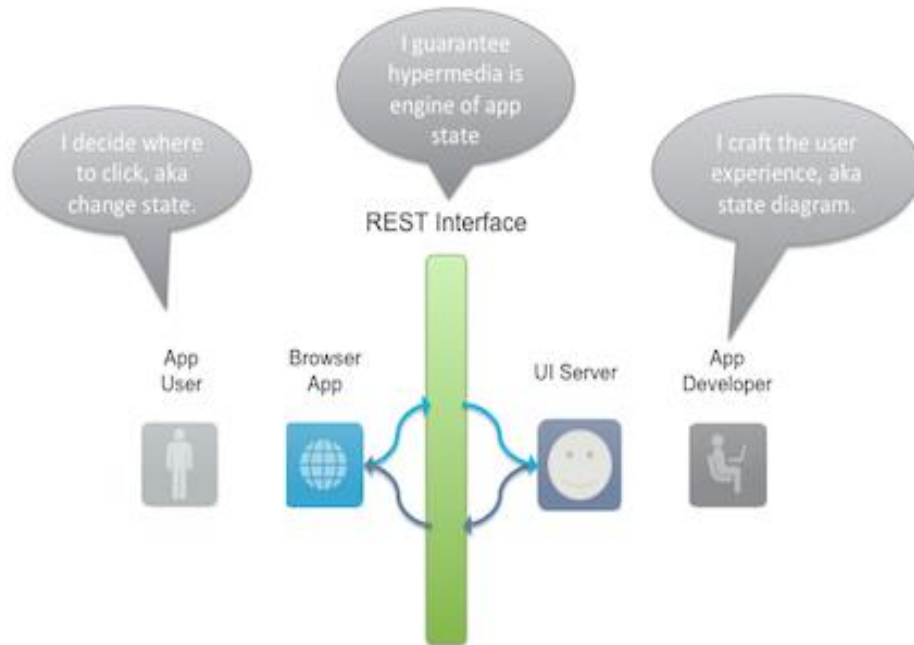 I guarantee
hypermedia is
engine of app
state
I decide where
to click, aka
change state.
I craft the user
experience, aka
state diagram.
REST Interface
App
User
Browser
App
UI Server
App
Developer